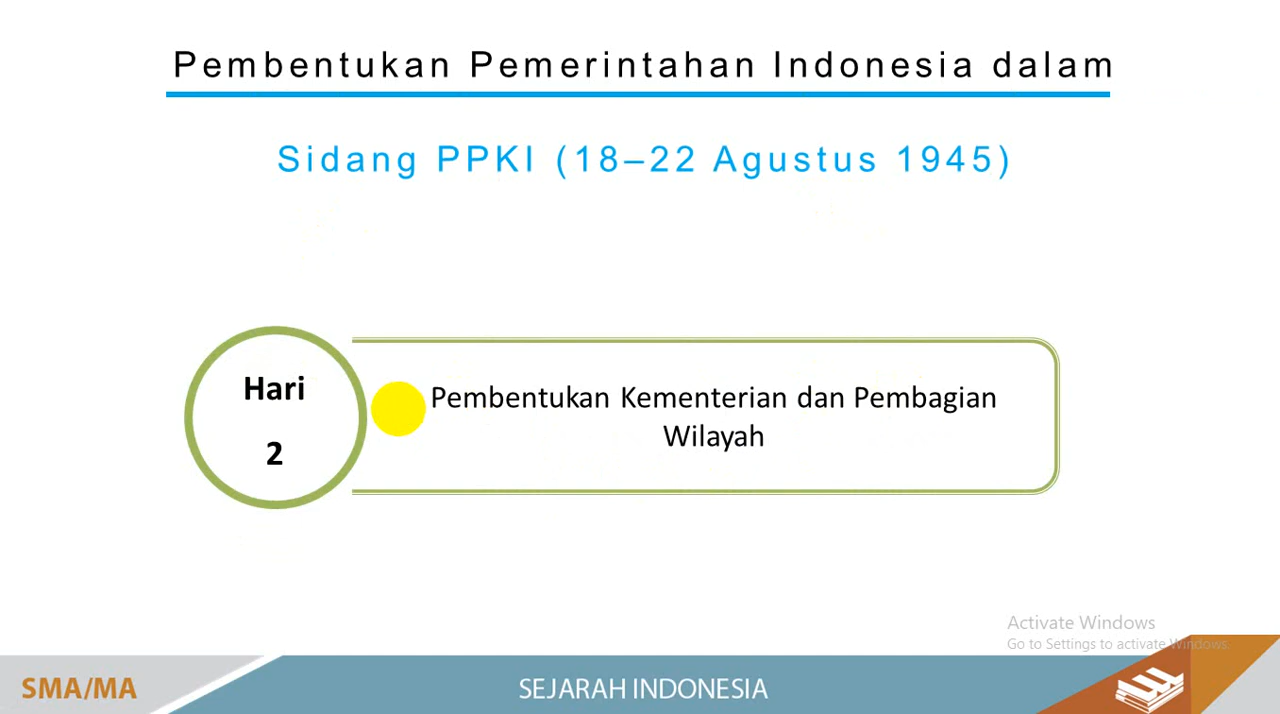 Pembentukan Pemerintahan Indonesia dalam
Sidang PPKI (18–22 Agustus 1945)
Hari
2
Pembentukan Kementerian dan Pembagian
Wilayah
Activate Windows
Go to Settings to activate Windows.
SMA/MA
SEJARAH INDONESIA